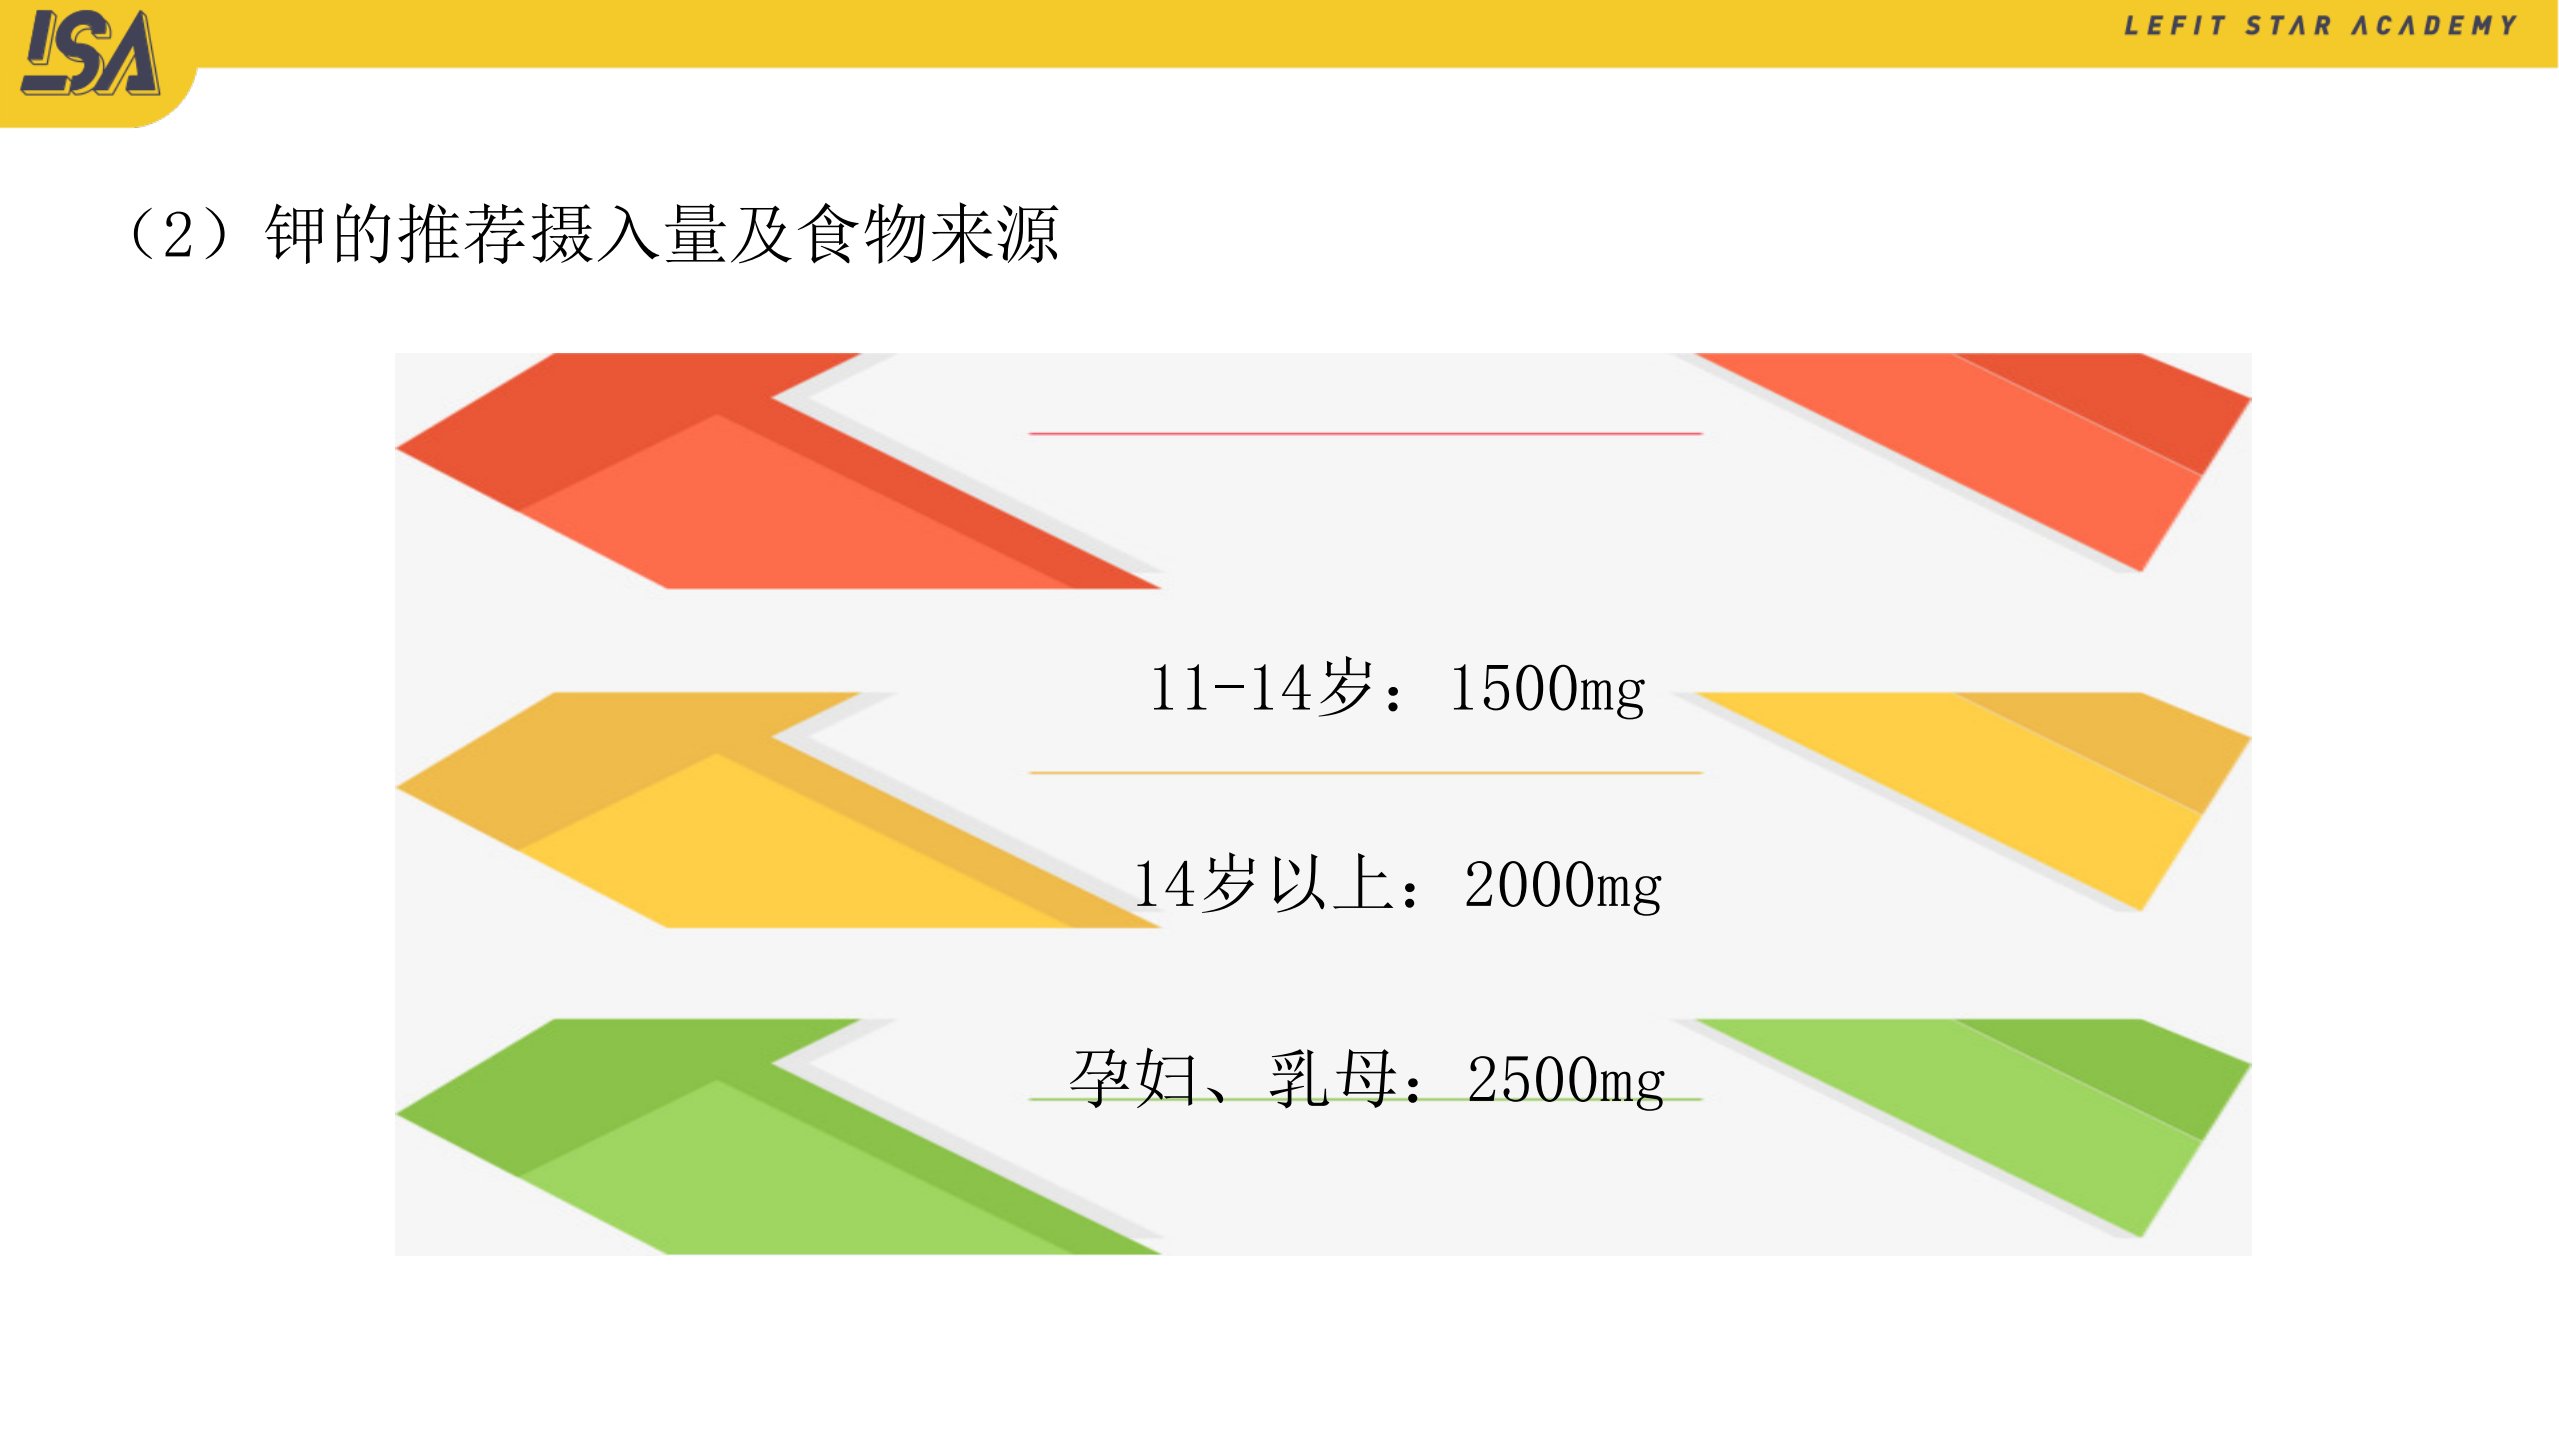 LSA
LEFIT STAR ACADEMY
（2）钾的推荐摄入量及食物来源
11-14岁：1500mg
14岁以上：2000mg
孕妇、乳母：2500mg